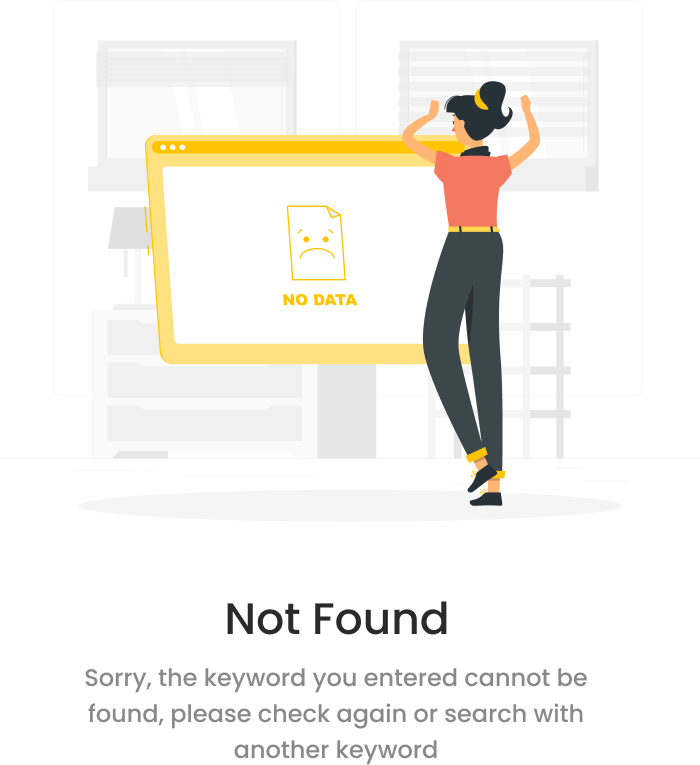 NO DATA
Not Found
Sorry, the keyword you entered cannot be
found, please check again or search with
another keyword